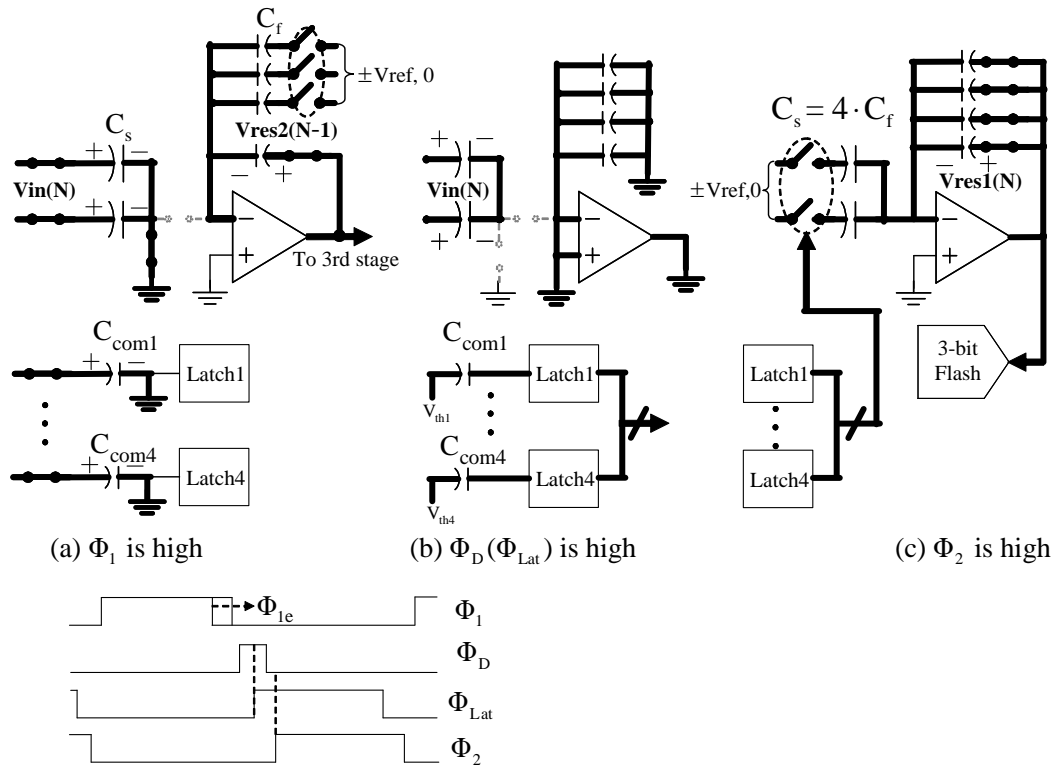 C_f
±Vref, 0
C_s
Vres2(N-1)
+ −
− +
Vin(N)
+ −
−
+
To 3rd stage
C_com1
+ −
Latch1
C_com4
+ −
Latch4
(a) Φ_1 is high
+ −
Vin(N)
+ −
−
+
C_com1
Latch1
V_th1
C_com4
Latch4
V_th4
(b) Φ_D (Φ_Lat) is high
C_s = 4 · C_f
±Vref,0
− +
Vres1(N)
−
+
3-bit
Flash
Latch1
Latch4
(c) Φ_2 is high
Φ_1e
Φ_1
Φ_D
Φ_Lat
Φ_2